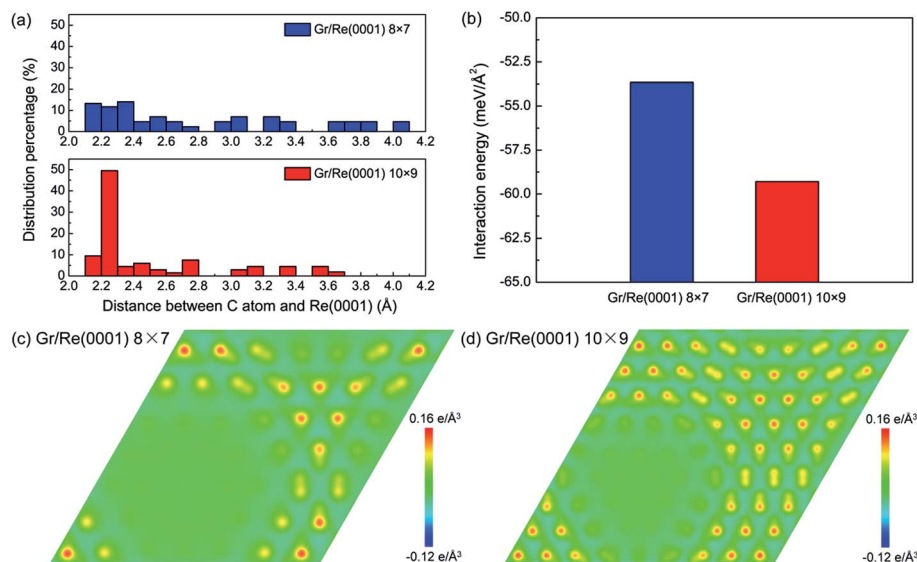 (a)
50
40
30
20
10
0
Gr/Re(0001) 8×7
2.0 2.2 2.4 2.6 2.8 3.0 3.2 3.4 3.6 3.8 4.0 4.2
50
40
30
20
10
0
Gr/Re(0001) 10×9
2.0 2.2 2.4 2.6 2.8 3.0 3.2 3.4 3.6 3.8 4.0 4.2
Distribution percentage (%)
Distance between C atom and Re(0001) (Å)
(b)
-50.0
-52.5
-55.0
-57.5
-60.0
-62.5
-65.0
Interaction energy (meV/Å²)
Gr/Re(0001) 8×7 Gr/Re(0001) 10×9
(c) Gr/Re(0001) 8×7
0.16 e/Å³
-0.12 e/Å³
(d) Gr/Re(0001) 10×9
0.16 e/Å³
-0.12 e/Å³